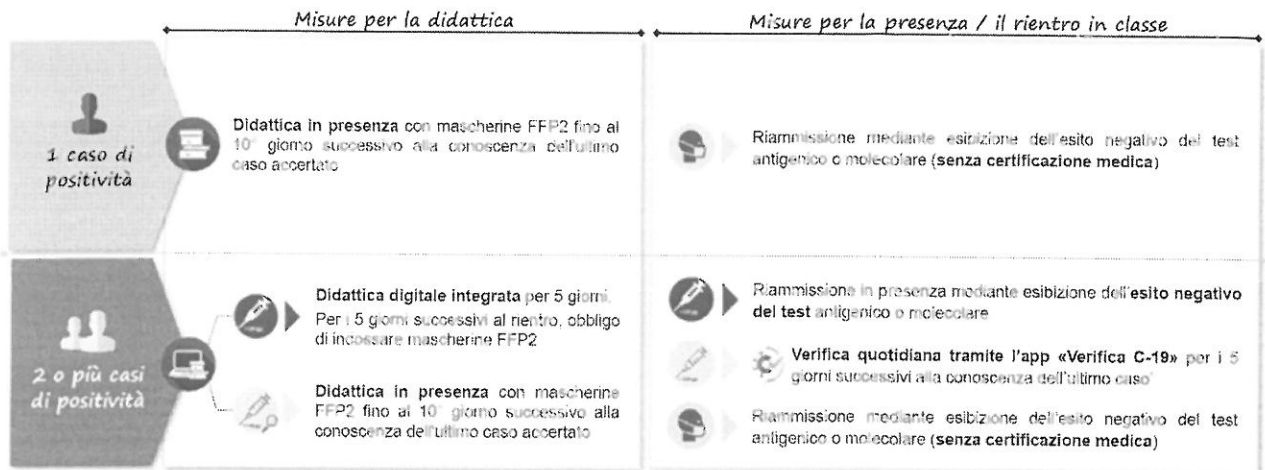 Misure per la didattica
Misure per la presenza / il rientro in classe
1 caso di
positività
Didattica in presenza con mascherine FFP2 fino al
10° giorno successivo alla conoscenza dell'ultimo
caso accertato
Riammissione mediante esibizione dell'esito negativo del test
antigenico o molecolare (senza certificazione medica)
2 o più casi
di positività
Didattica digitale integrata per 5 giorni.
Per i 5 giorni successivi al rientro, obbligo
di indossare mascherine FFP2
Didattica in presenza con mascherine
FFP2 fino al 10° giorno successivo alla
conoscenza dell'ultimo caso accertato
Riammissione in presenza mediante esibizione dell'esito negativo
del test antigenico o molecolare
Verifica quotidiana tramite l'app «Verifica C-19» per i 5
giorni successivi alla conoscenza dell'ultimo caso
Riammissione mediante esibizione dell'esito negativo del test
antigenico o molecolare (senza certificazione medica)